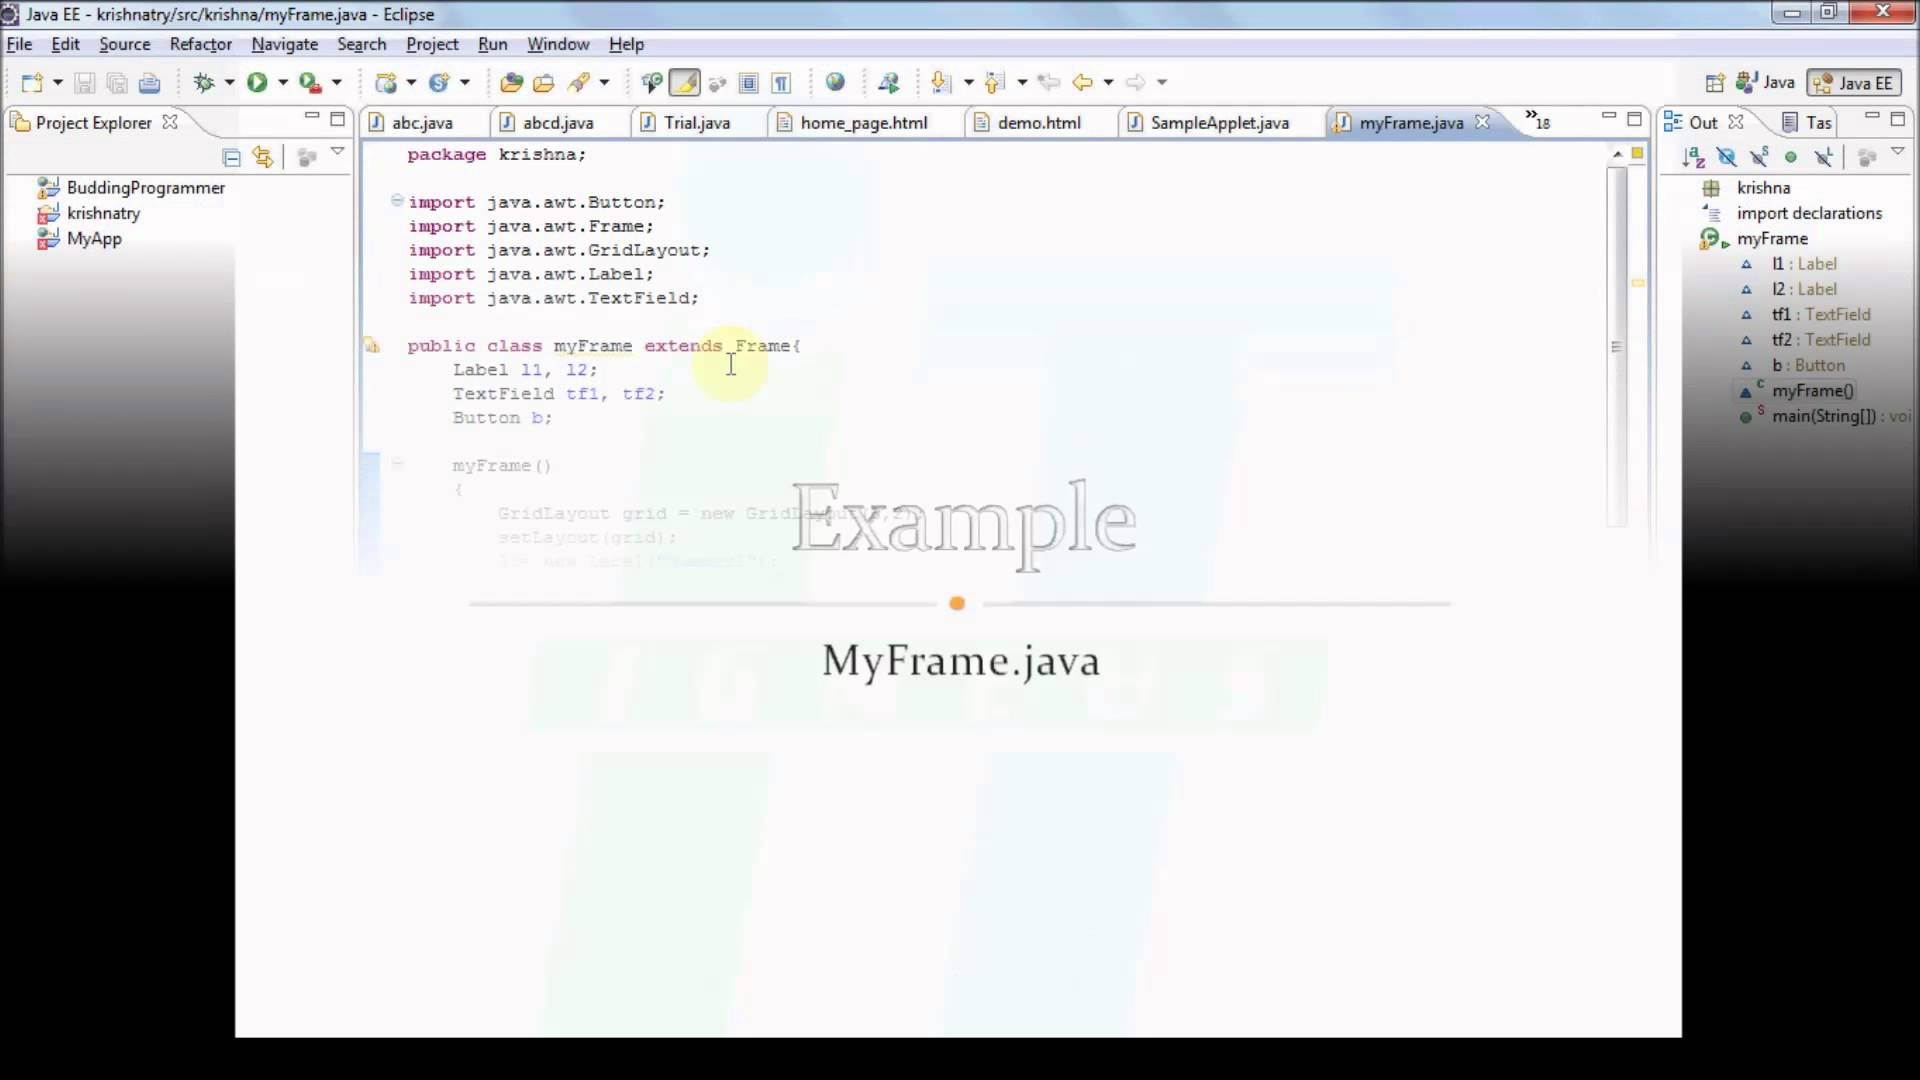 Java EE - krishnatry/src/krishna/myFrame.java - Eclipse
File Edit Source Refactor Navigate Search Project Run Window Help
Java Java EE
Project Explorer
abc.java abcd.java Trial.java home_page.html demo.html SampleApplet.java myFrame.java »18
Out Tas
BuddingProgrammer
krishnatry
MyApp
package krishna;
import java.awt.Button;
import java.awt.Frame;
import java.awt.GridLayout;
import java.awt.Label;
import java.awt.TextField;
public class myFrame extends Frame{
Label l1, l2;
TextField tf1, tf2;
Button b;
myFrame()
{
GridLayout grid = new
setLayout(grid);
krishna
import declarations
myFrame
l1 : Label
l2 : Label
tf1 : TextField
tf2 : TextField
b : Button
myFrame()
main(String[]) : voi
Example
MyFrame.java